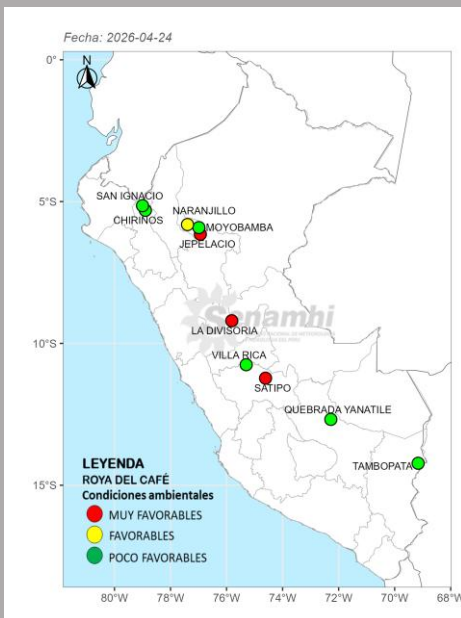 Fecha: 2026-04-24
N
0°
SAN IGNACIO
5°S
NARANJILLO
CHIRINOS
MOYOBAMBA
JEPELACIO
Senamhi
LA DIVISORIA
10°S
VILLA RICA
SATIPO
QUEBRADA YANATILE
TAMBOPATA
LEYENDA
ROYA DEL CAFÉ
15°S
Condiciones ambientales
MUY FAVORABLES
FAVORABLES
POCO FAVORABLES
80°W 78°W 76°W 74°W 72°W 70°W 68°W